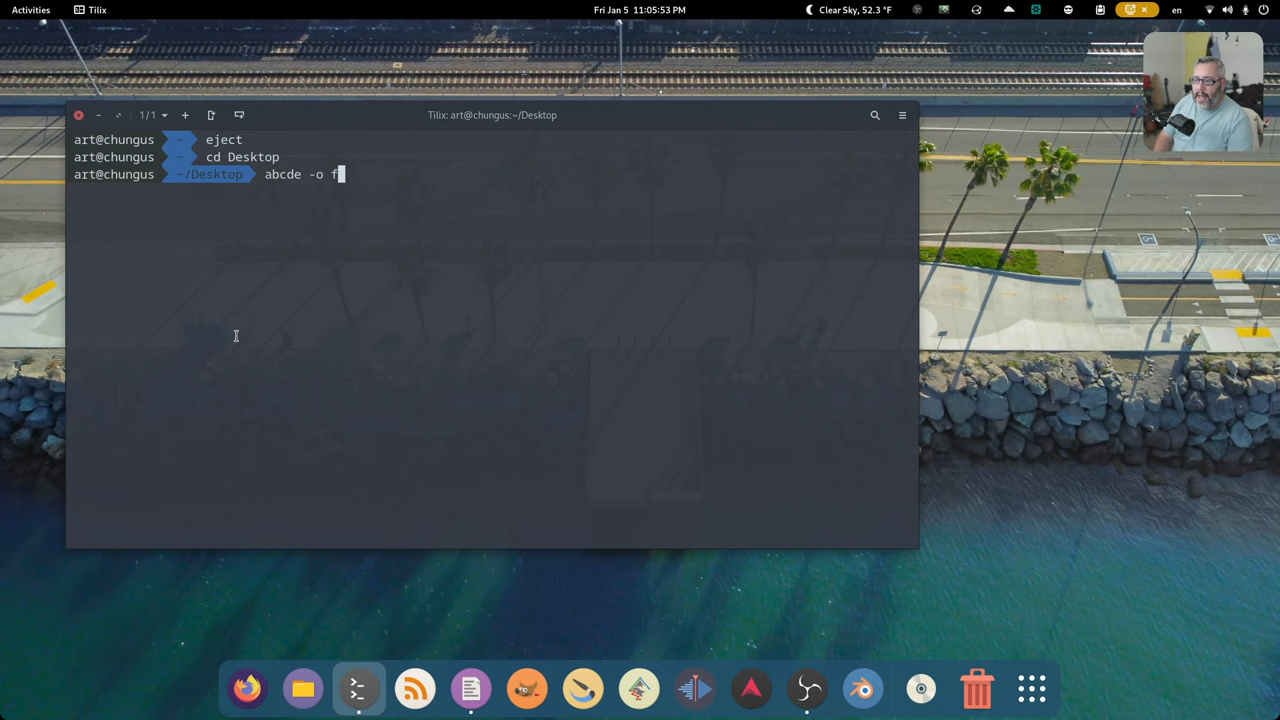 Activities Tilix Fri Jan 5 11:05:53 PM Clear Sky, 52.3 °F en
1/1 Tilix: art@chungus:~/Desktop
art@chungus ~ eject
art@chungus ~ cd Desktop
art@chungus ~/Desktop abcde -o f